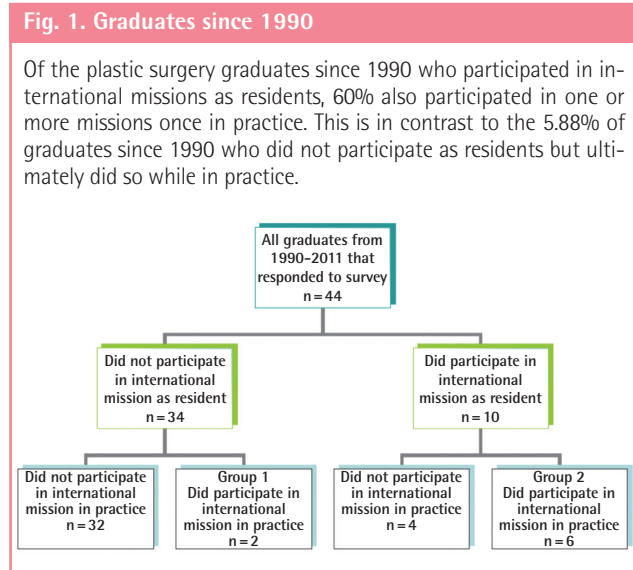 Fig. 1. Graduates since 1990
Of the plastic surgery graduates since 1990 who participated in in-
ternational missions as residents, 60% also participated in one or
more missions once in practice. This is in contrast to the 5.88% of
graduates since 1990 who did not participate as residents but ulti-
mately did so while in practice.
All graduates from
1990-2011 that
responded to survey
n=44
Did not participate
in international
mission as resident
n=34
Did participate in
international
mission as resident
n=10
Did not participate
in international
mission in practice
n=32
Group 1
Did participate in
international
mission in practice
n=2
Did not participate
in international
mission in practice
n=4
Group 2
Did participate in
international
mission in practice
n=6